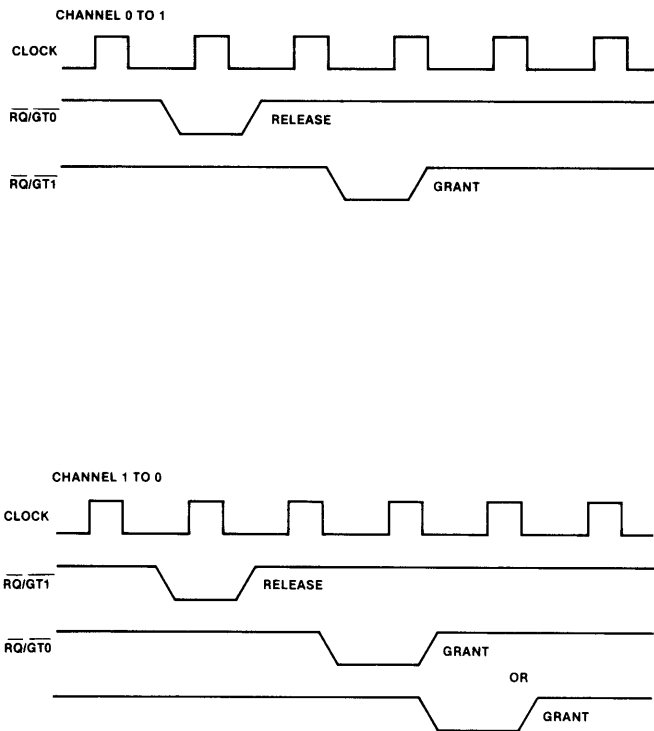 CHANNEL 0 TO 1
CLOCK
RQ/GT0
RELEASE
RQ/GT1
GRANT
CHANNEL 1 TO 0
CLOCK
RQ/GT1
RELEASE
RQ/GT0
GRANT
OR
GRANT